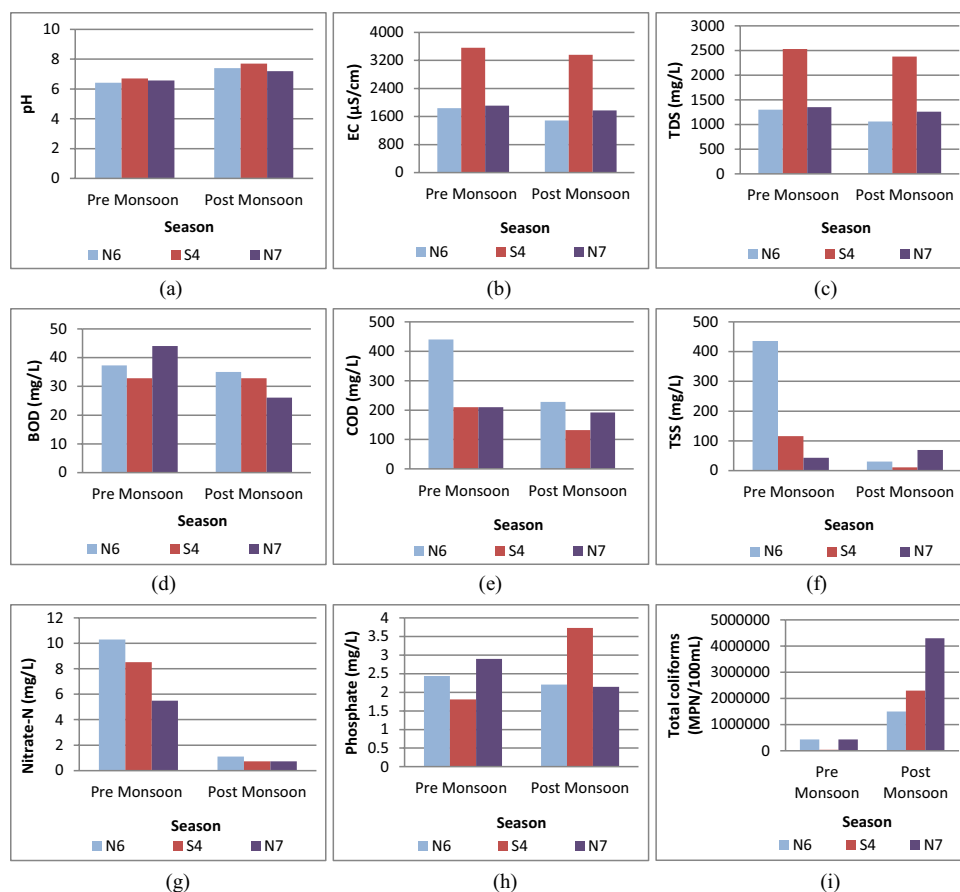 10
8
6
4
2
0
pH
Pre Monsoon Post Monsoon
Season
N6 S4 N7
(a)
4000
3200
2400
1600
800
0
EC (µS/cm)
Pre Monsoon Post Monsoon
Season
N6 S4 N7
(b)
3000
2500
2000
1500
1000
500
0
TDS (mg/L)
Pre Monsoon Post Monsoon
Season
N6 S4 N7
(c)
50
40
30
20
10
0
BOD (mg/L)
Pre Monsoon Post Monsoon
Season
N6 S4 N7
(d)
500
400
300
200
100
0
COD (mg/L)
Pre Monsoon Post Monsoon
Season
N6 S4 N7
(e)
500
400
300
200
100
0
TSS (mg/L)
Pre Monsoon Post Monsoon
Season
N6 S4 N7
(f)
12
10
8
6
4
2
0
Nitrate-N (mg/L)
Pre Monsoon Post Monsoon
Season
N6 S4 N7
(g)
4
3.5
3
2.5
2
1.5
1
0.5
0
Phosphate (mg/L)
Pre Monsoon Post Monsoon
Season
N6 S4 N7
(h)
5000000
4000000
3000000
2000000
1000000
0
Total coliforms
(MPN/100mL)
Pre Post
Monsoon Monsoon
Season
N6 S4 N7
(i)